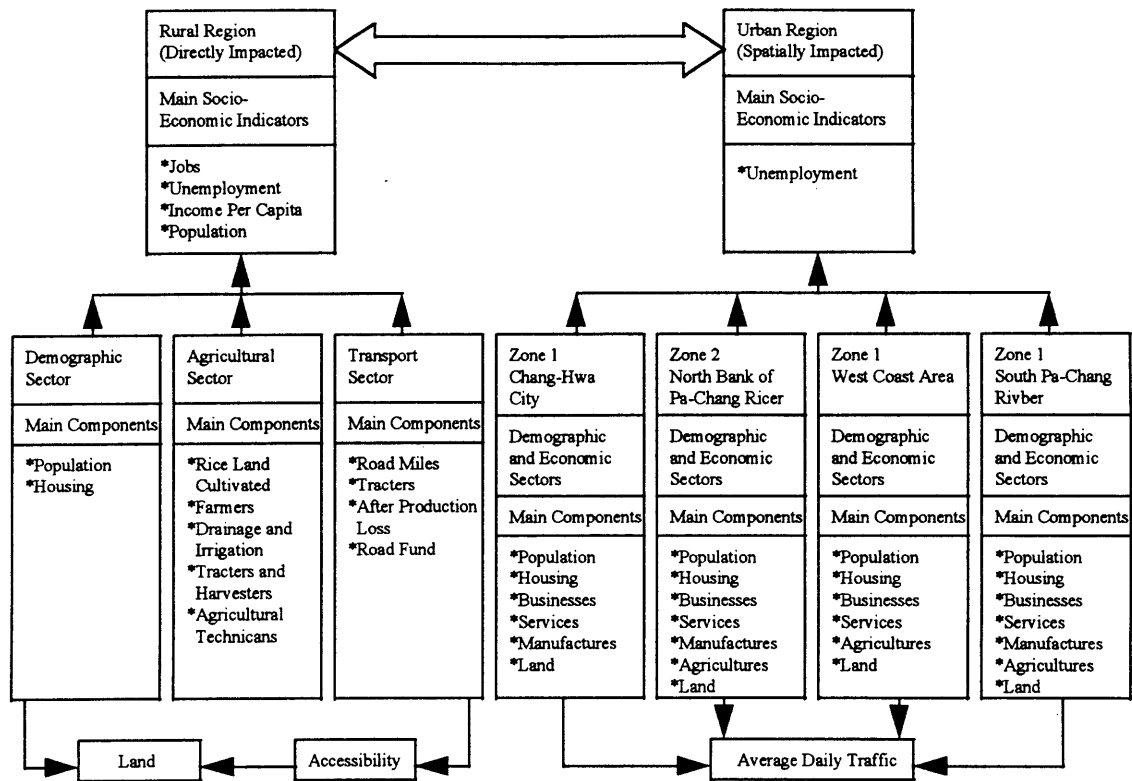 Rural Region
(Directly Impacted)
Main Socio-
Economic Indicators
*Jobs
*Unemployment
*Income Per Capita
*Population
Urban Region
(Spatially Impacted)
Main Socio-
Economic Indicators
*Unemployment
Demographic
Sector
Main Components
*Population
*Housing
Agricultural
Sector
Main Components
*Rice Land
Cultivated
*Farmers
*Drainage and
Irrigation
*Tracters and
Harvesters
*Agricultural
Technicans
Transport
Sector
Main Components
*Road Miles
*Tracters
*After Production
Loss
*Road Fund
Zone 1
Chang-Hwa
City
Demographic
and Economic
Sectors
Main Components
*Population
*Housing
*Businesses
*Services
*Manufactures
*Land
Zone 2
North Bank of
Pa-Chang Ricer
Demographic
and Economic
Sectors
Main Components
*Population
*Housing
*Businesses
*Services
*Manufactures
*Agricultures
*Land
Zone 1
West Coast Area
Demographic
and Economic
Sectors
Main Components
*Population
*Housing
*Businesses
*Services
*Agricultures
*Land
Zone 1
South Pa-Chang
Rivber
Demographic
and Economic
Sectors
Main Components
*Population
*Housing
*Businesses
*Services
*Manufactures
*Agricultures
*Land
Land
Accessibility
Average Daily Traffic